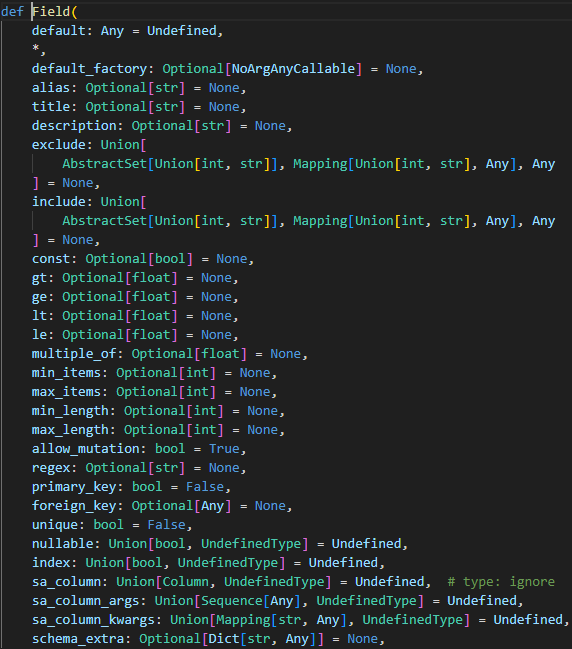 def Field(
    default: Any = Undefined,
    *,
    default_factory: Optional[NoArgAnyCallable] = None,
    alias: Optional[str] = None,
    title: Optional[str] = None,
    description: Optional[str] = None,
    exclude: Union[
        AbstractSet[Union[int, str]], Mapping[Union[int, str], Any], Any
    ] = None,
    include: Union[
        AbstractSet[Union[int, str]], Mapping[Union[int, str], Any], Any
    ] = None,
    const: Optional[bool] = None,
    gt: Optional[float] = None,
    ge: Optional[float] = None,
    lt: Optional[float] = None,
    le: Optional[float] = None,
    multiple_of: Optional[float] = None,
    min_items: Optional[int] = None,
    max_items: Optional[int] = None,
    min_length: Optional[int] = None,
    max_length: Optional[int] = None,
    allow_mutation: bool = True,
    regex: Optional[str] = None,
    primary_key: bool = False,
    foreign_key: Optional[Any] = None,
    unique: bool = False,
    nullable: Union[bool, UndefinedType] = Undefined,
    index: Union[bool, UndefinedType] = Undefined,
    sa_column: Union[Column, UndefinedType] = Undefined,  # type: ignore
    sa_column_args: Union[Sequence[Any], UndefinedType] = Undefined,
    sa_column_kwargs: Union[Mapping[str, Any], UndefinedType] = Undefined,
    schema_extra: Optional[Dict[str, Any]] = None,